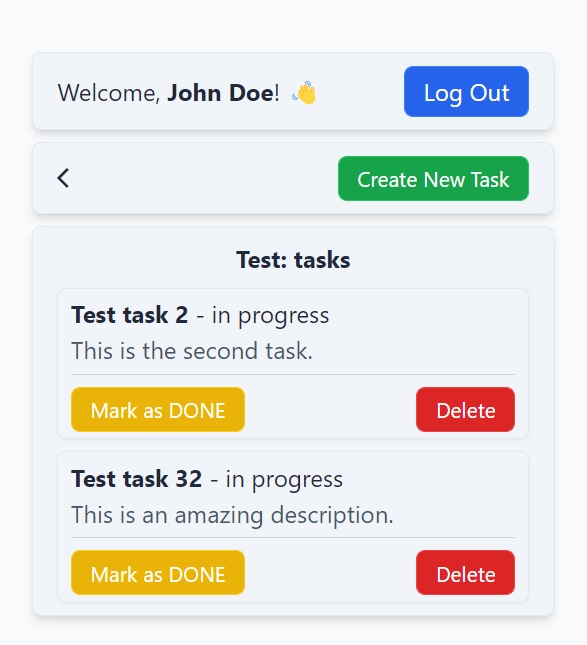 Welcome, John Doe! 👋
Log Out
Create New Task
Test: tasks
Test task 2 - in progress
This is the second task.
Mark as DONE
Delete
Test task 32 - in progress
This is an amazing description.
Mark as DONE
Delete